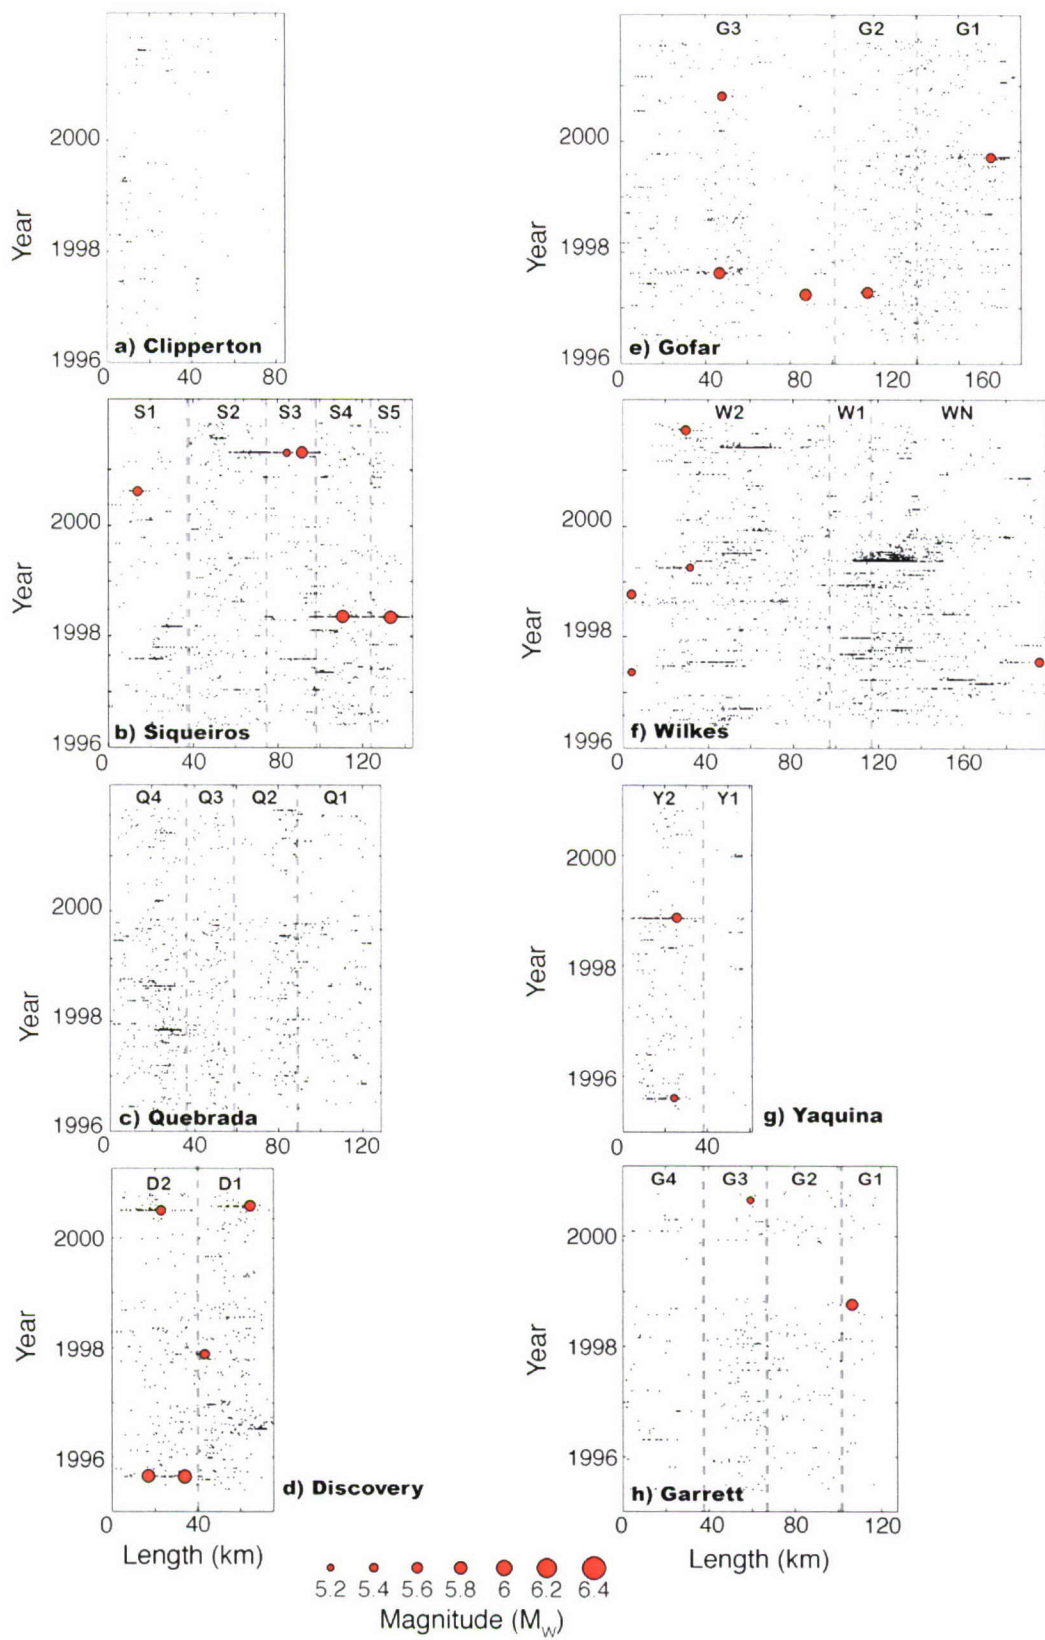 2000
Year
1998
1996
a) Clipperton
0 40 80
G3 G2 G1
2000
Year
1998
1996
e) Gofar
0 40 80 120 160
S1 S2 S3 S4 S5
2000
Year
1998
1996
b) Siqueiros
0 40 80 120
W2 W1 WN
2000
Year
1998
1996
f) Wilkes
0 40 80 120 160
Q4 Q3 Q2 Q1
2000
Year
1998
1996
c) Quebrada
0 40 80 120
Y2 Y1
2000
Year
1998
1996
g) Yaquina
0 40
D2 D1
2000
Year
1998
1996
d) Discovery
0 40
Length (km)
G4 G3 G2 G1
2000
Year
1998
1996
h) Garrett
0 40 80 120
Length (km)
5.2 5.4 5.6 5.8 6 6.2 6.4
Magnitude (Mw)